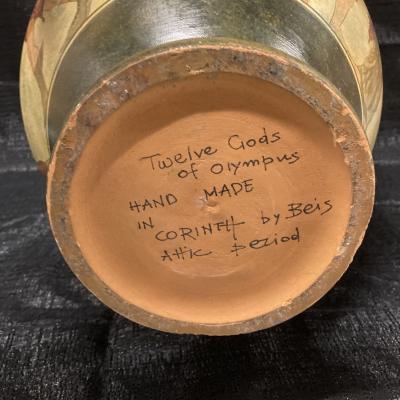 Twelve Gods
of Olympus
HAND MADE
IN
CORINTH by Beis
Attic Period